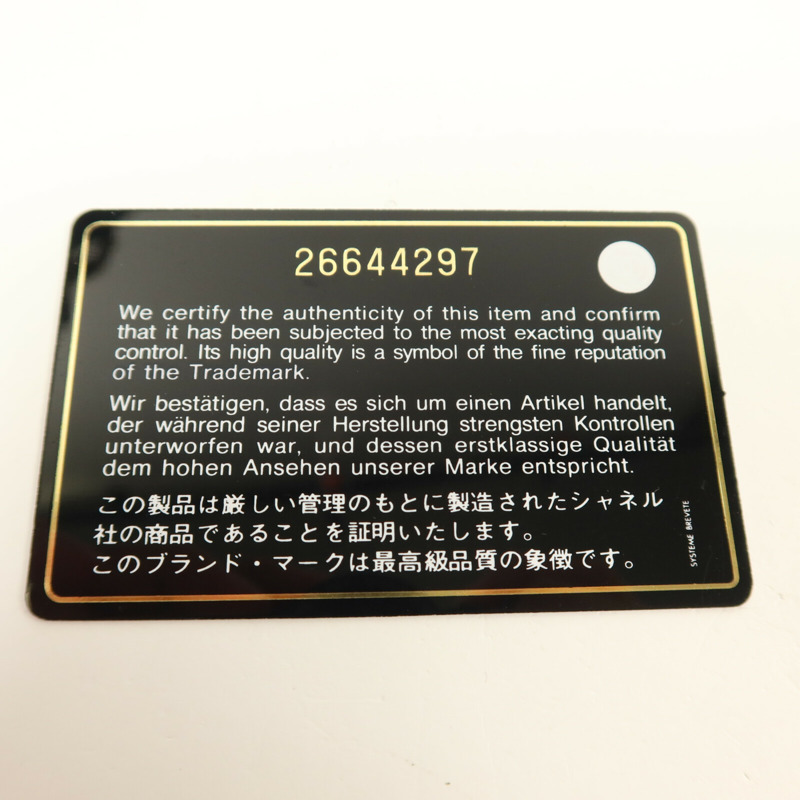 26644297
We certify the authenticity of this item and confirm
that it has been subjected to the most exacting quality
control. Its high quality is a symbol of the fine reputation
of the Trademark.
Wir bestätigen, dass es sich um einen Artikel handelt,
der während seiner Herstellung strengsten Kontrollen
unterworfen war, und dessen erstklassige Qualität
dem hohen Ansehen unserer Marke entspricht.
この製品は厳しい管理のもとに製造されたシャネル
社の商品であることを証明いたします。
このブランド・マークは最高級品質の象徴です。
SYSTEME BREVETE